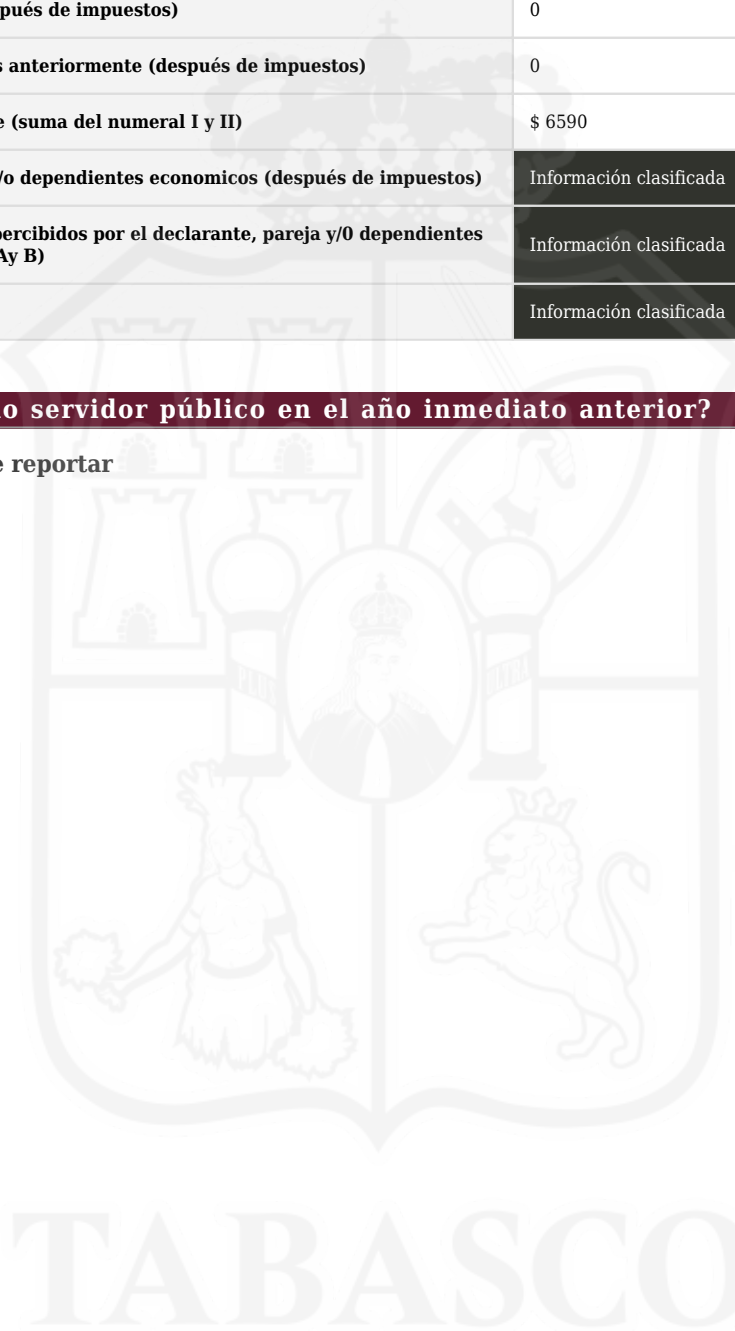 pués de impuestos)
0
s anteriormente (después de impuestos)
0
e (suma del numeral I y II)
$ 6590
/o dependientes economicos (después de impuestos)
Información clasificada
percibidos por el declarante, pareja y/0 dependientes
Ay B)
Información clasificada
Información clasificada
o servidor público en el año inmediato anterior?
e reportar
PLUS
ULTRA
TABASCO